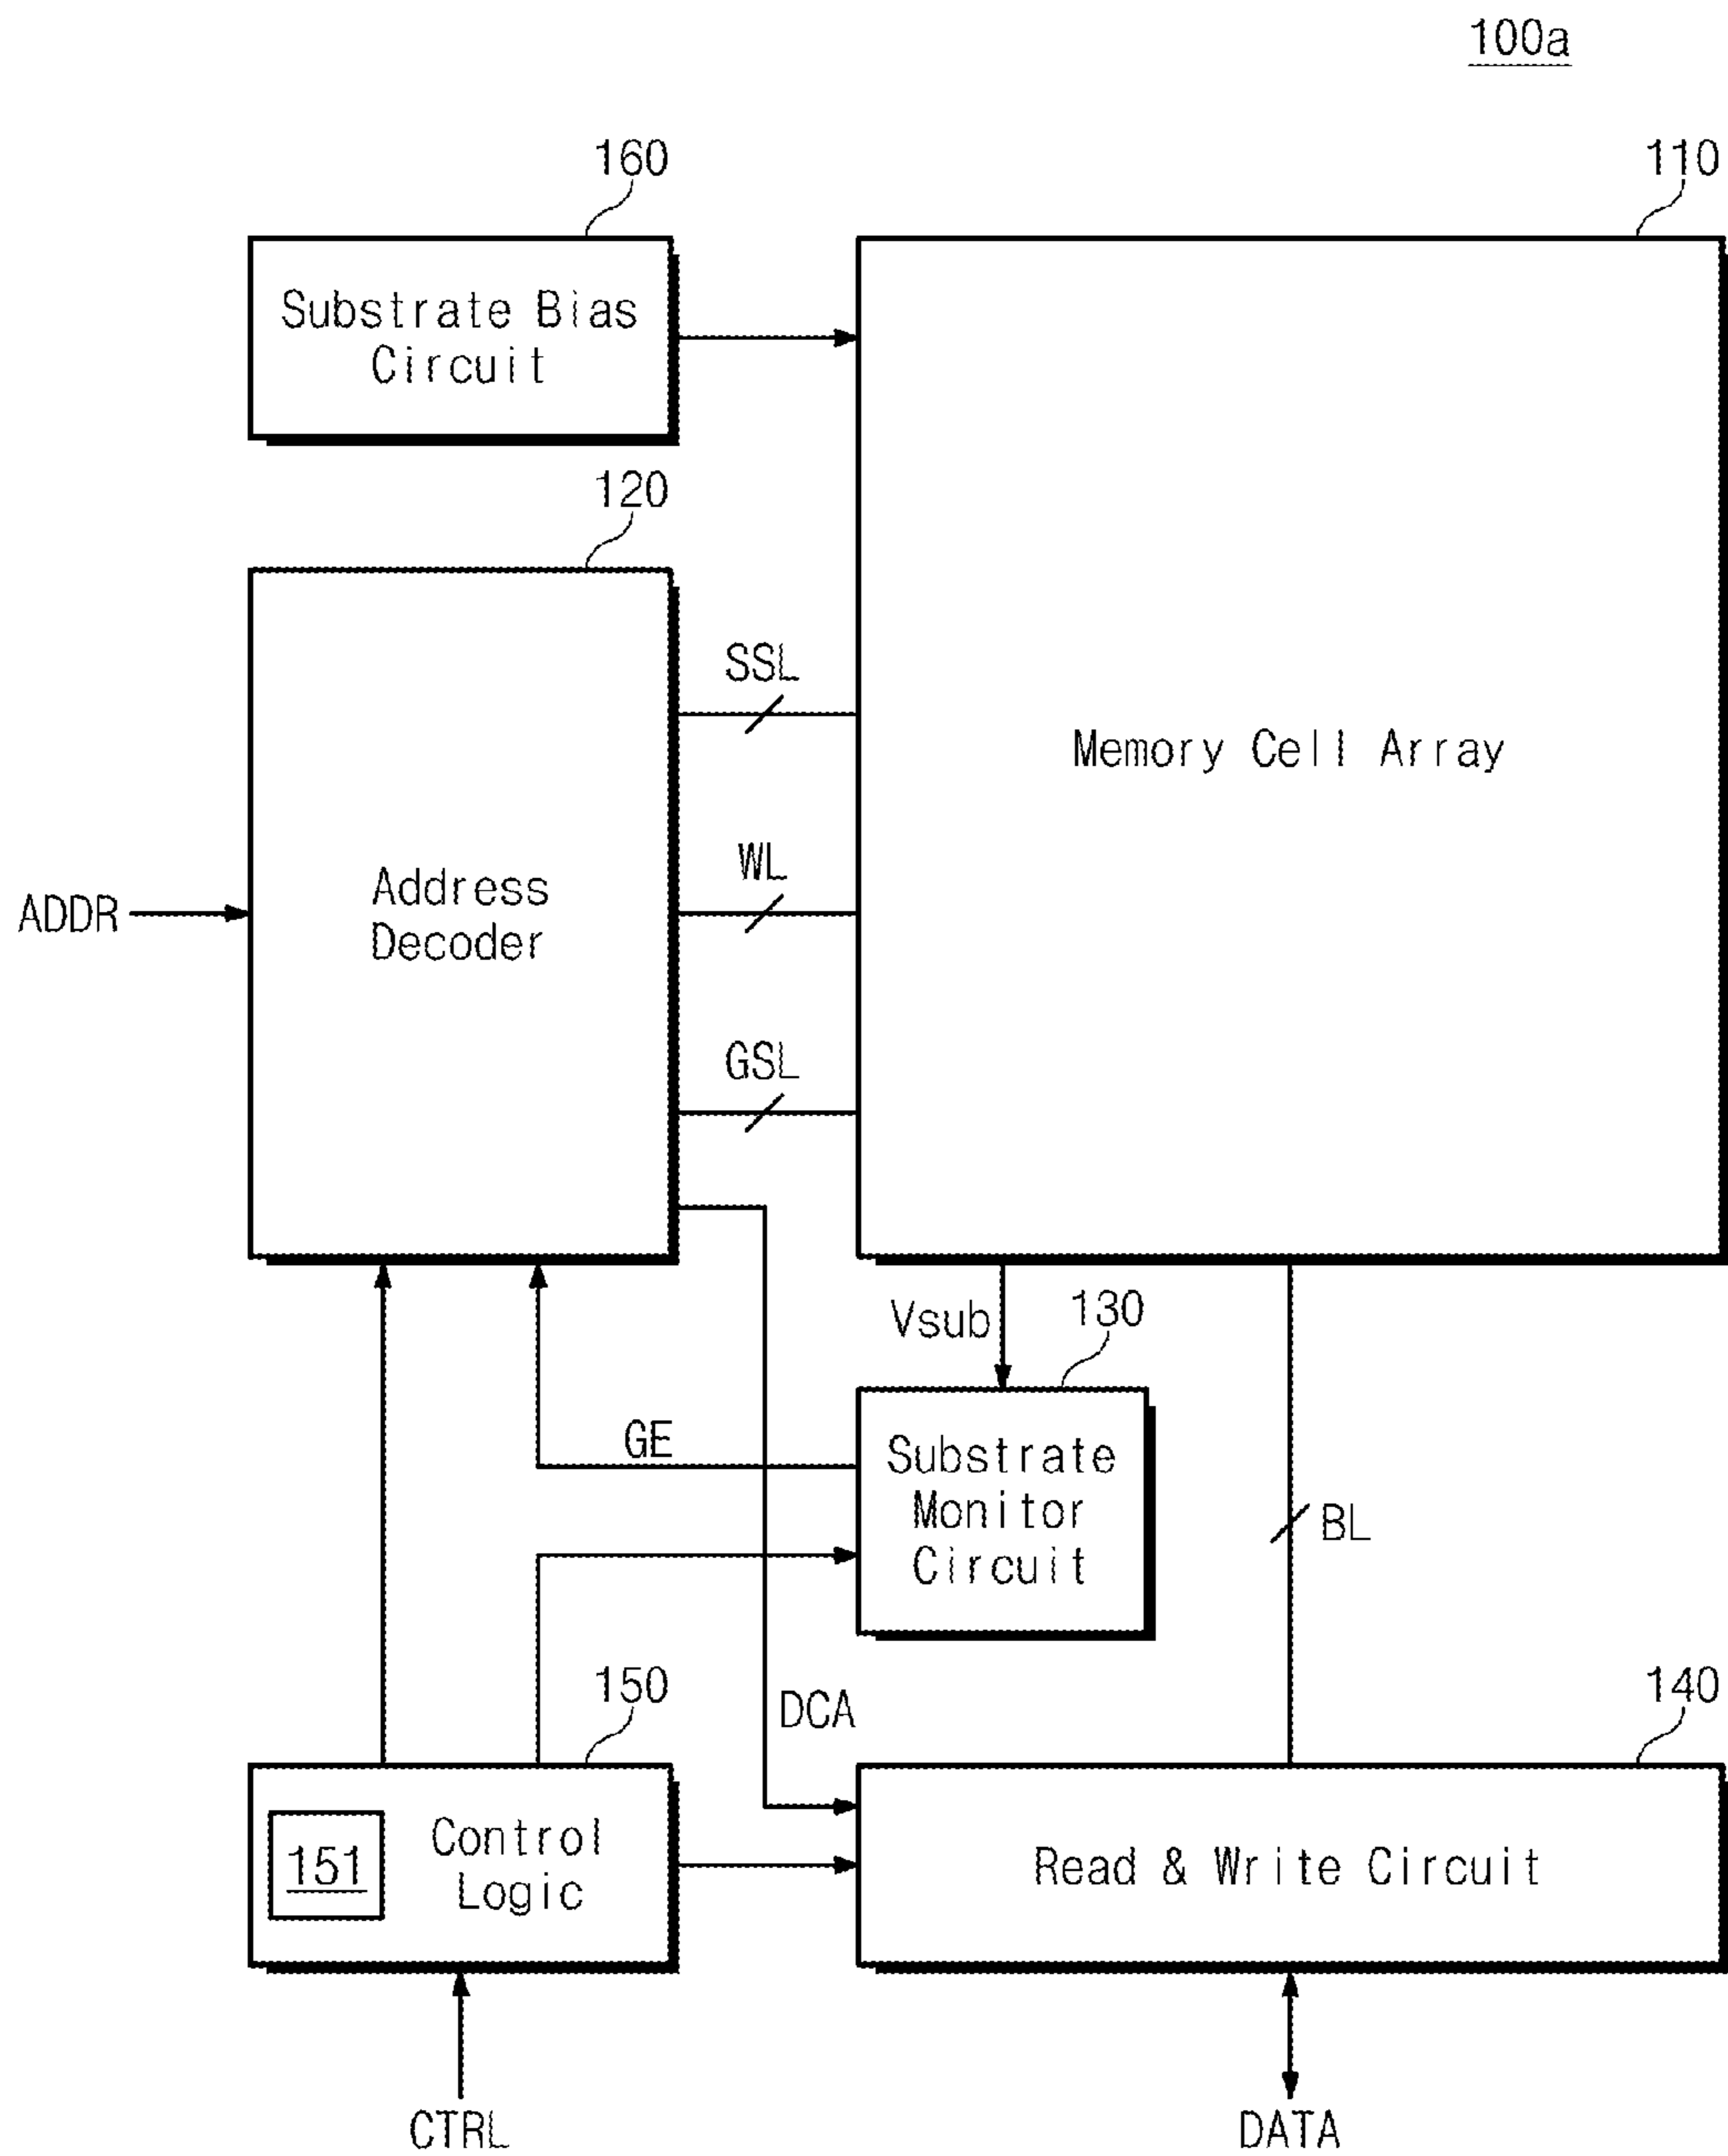 100a
160
110
Substrate Bias
Circuit
120
SSL
Memory Cell Array
WL
Address
Decoder
ADDR
GSL
Vsub
130
GE
Substrate
Monitor
Circuit
BL
150
DCA
140
151
Control
Logic
Read & Write Circuit
CTRL
DATA